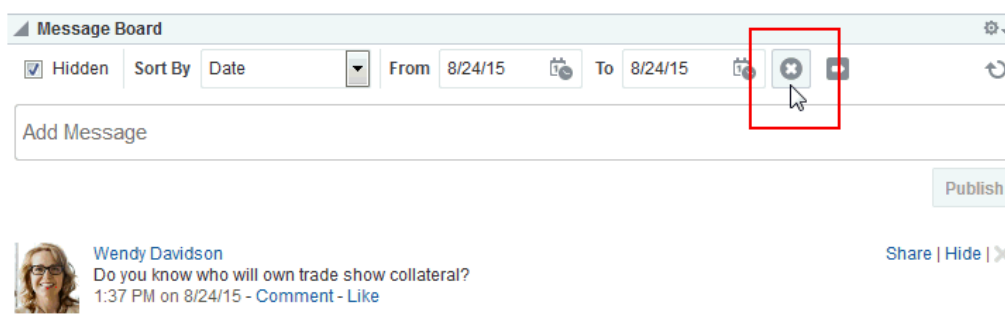 Message Board
Hidden Sort By Date From 8/24/15 To 8/24/15
Add Message
Publish
Wendy Davidson Share | Hide |
Do you know who will own trade show collateral?
1:37 PM on 8/24/15 - Comment - Like